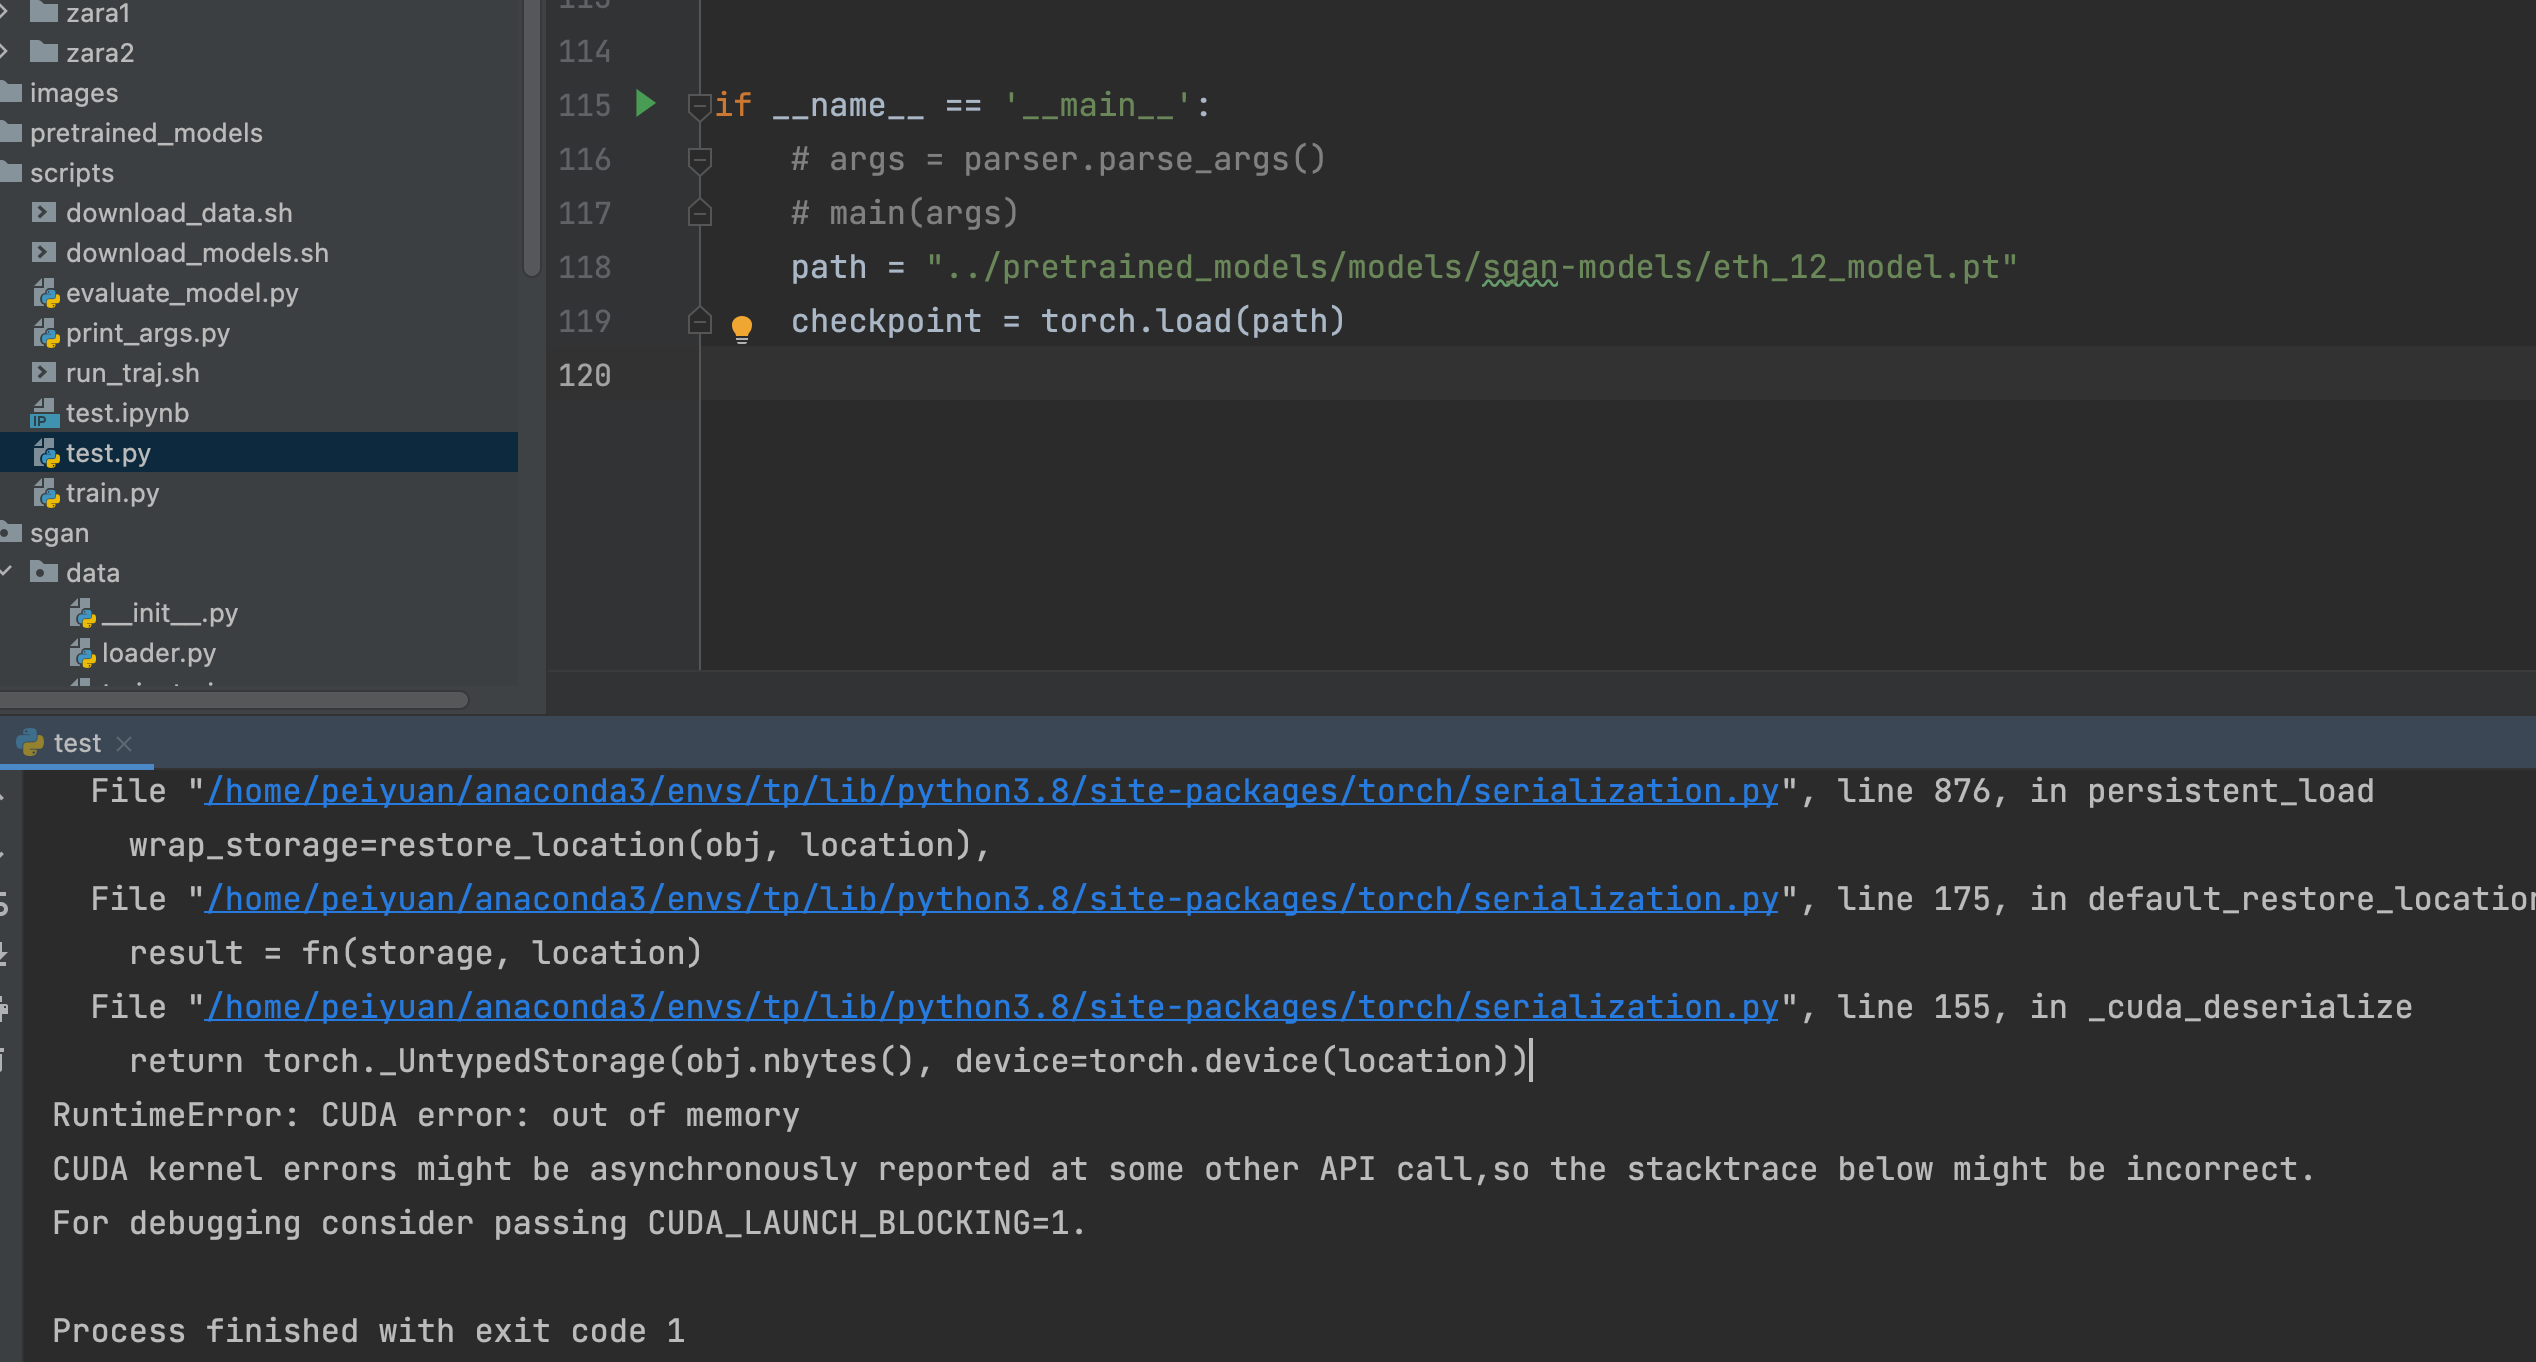 zara1
zara2
images
pretrained_models
scripts
download_data.sh
download_models.sh
evaluate_model.py
print_args.py
run_traj.sh
test.ipynb
test.py
train.py
sgan
data
__init__.py
loader.py
114
115 if __name__ == '__main__':
116 # args = parser.parse_args()
117 # main(args)
118 path = "../pretrained_models/models/sgan-models/eth_12_model.pt"
119 checkpoint = torch.load(path)
120
test
File "/home/peiyuan/anaconda3/envs/tp/lib/python3.8/site-packages/torch/serialization.py", line 876, in persistent_load
wrap_storage=restore_location(obj, location),
File "/home/peiyuan/anaconda3/envs/tp/lib/python3.8/site-packages/torch/serialization.py", line 175, in default_restore_location
result = fn(storage, location)
File "/home/peiyuan/anaconda3/envs/tp/lib/python3.8/site-packages/torch/serialization.py", line 155, in _cuda_deserialize
return torch._UntypedStorage(obj.nbytes(), device=torch.device(location))
RuntimeError: CUDA error: out of memory
CUDA kernel errors might be asynchronously reported at some other API call,so the stacktrace below might be incorrect.
For debugging consider passing CUDA_LAUNCH_BLOCKING=1.
Process finished with exit code 1